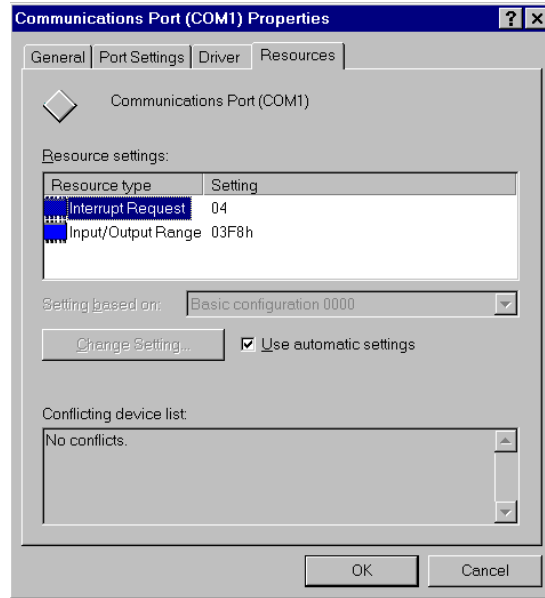 Communications Port (COM1) Properties
General Port Settings Driver Resources
Communications Port (COM1)
Resource settings:
Resource type Setting
Interrupt Request 04
Input/Output Range 03F8h
Setting based on: Basic configuration 0000
Change Setting... Use automatic settings
Conflicting device list:
No conflicts.
OK Cancel